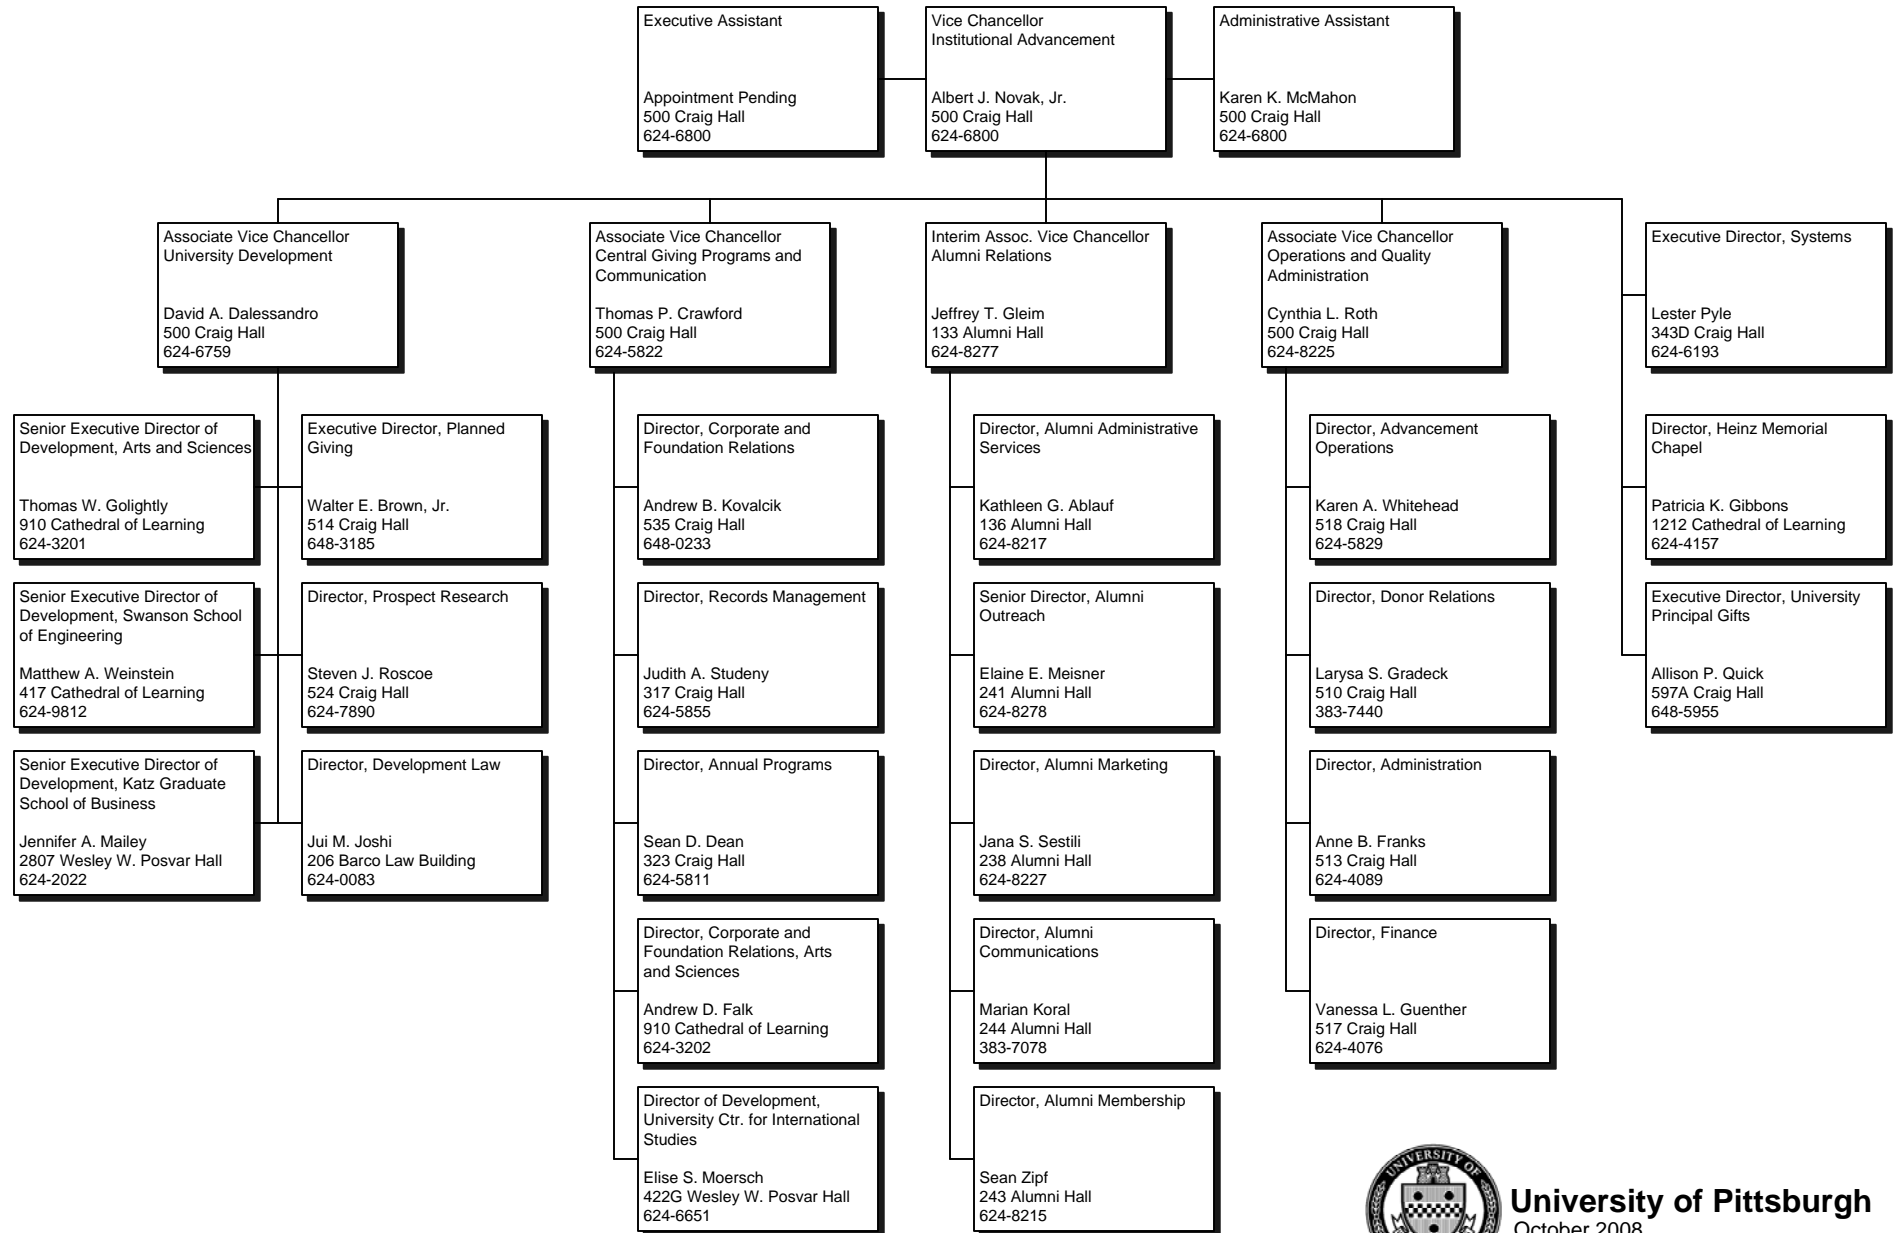 Executive Assistant
Appointment Pending
500 Craig Hall
624-6800
Vice Chancellor
Institutional Advancement
Albert J. Novak, Jr.
500 Craig Hall
624-6800
Administrative Assistant
Karen K. McMahon
500 Craig Hall
624-6800
Associate Vice Chancellor
University Development
David A. Dalessandro
500 Craig Hall
624-6759
Associate Vice Chancellor
Central Giving Programs and
Communication
Thomas P. Crawford
500 Craig Hall
624-5822
Interim Assoc. Vice Chancellor
Alumni Relations
Jeffrey T. Gleim
133 Alumni Hall
624-8277
Associate Vice Chancellor
Operations and Quality
Administration
Cynthia L. Roth
500 Craig Hall
624-8225
Executive Director, Systems
Lester Pyle
343D Craig Hall
624-6193
Senior Executive Director of
Development, Arts and Sciences
Thomas W. Golightly
910 Cathedral of Learning
624-3201
Executive Director, Planned
Giving
Walter E. Brown, Jr.
514 Craig Hall
648-3185
Director, Corporate and
Foundation Relations
Andrew B. Kovalcik
535 Craig Hall
648-0233
Director, Alumni Administrative
Services
Kathleen G. Ablauf
136 Alumni Hall
624-8217
Director, Advancement
Operations
Karen A. Whitehead
518 Craig Hall
624-5829
Director, Heinz Memorial
Chapel
Patricia K. Gibbons
1212 Cathedral of Learning
624-4157
Senior Executive Director of
Development, Swanson School
of Engineering
Matthew A. Weinstein
417 Cathedral of Learning
624-9812
Director, Prospect Research
Steven J. Roscoe
524 Craig Hall
624-7890
Director, Records Management
Judith A. Studeny
317 Craig Hall
624-5855
Senior Director, Alumni
Outreach
Elaine E. Meisner
241 Alumni Hall
624-8278
Director, Donor Relations
Larysa S. Gradeck
510 Craig Hall
383-7440
Executive Director, University
Principal Gifts
Allison P. Quick
597A Craig Hall
648-5955
Senior Executive Director of
Development, Katz Graduate
School of Business
Jennifer A. Mailey
2807 Wesley W. Posvar Hall
624-2022
Director, Development Law
Jui M. Joshi
206 Barco Law Building
624-0083
Director, Annual Programs
Sean D. Dean
323 Craig Hall
624-5811
Director, Alumni Marketing
Jana S. Sestili
238 Alumni Hall
624-8227
Director, Administration
Anne B. Franks
513 Craig Hall
624-4089
Director, Corporate and
Foundation Relations, Arts
and Sciences
Andrew D. Falk
910 Cathedral of Learning
624-3202
Director, Alumni
Communications
Marian Koral
244 Alumni Hall
383-7078
Director, Finance
Vanessa L. Guenther
517 Craig Hall
624-4076
Director of Development,
University Ctr. for International
Studies
Elise S. Moersch
422G Wesley W. Posvar Hall
624-6651
Director, Alumni Membership
Sean Zipf
243 Alumni Hall
624-8215
UNIVERSITY OF
University of Pittsburgh
October 2008